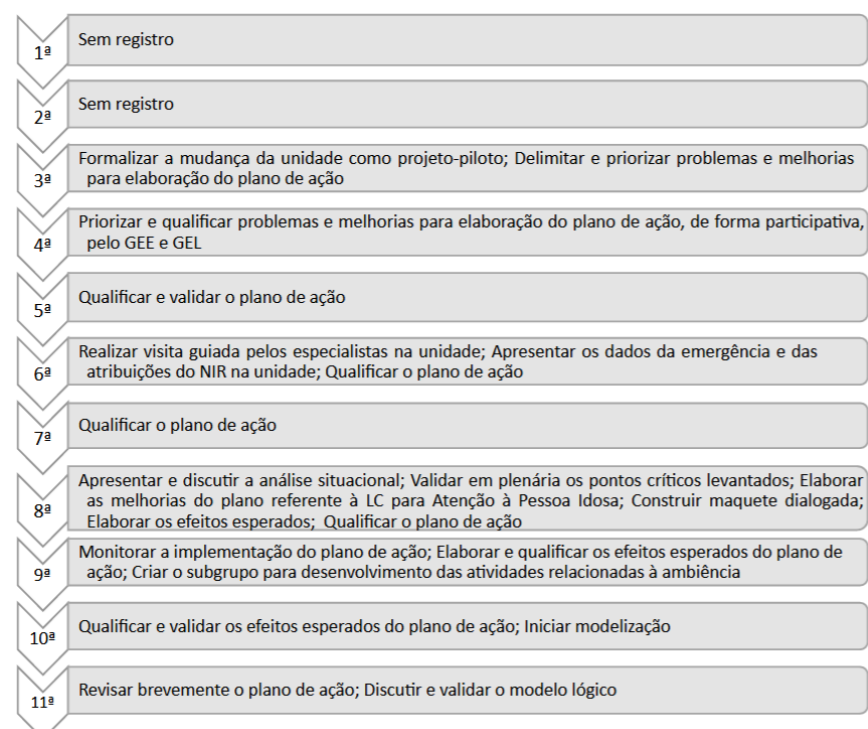 1ª
Sem registro
2ª
Sem registro
3ª
Formalizar a mudança da unidade como projeto-piloto; Delimitar e priorizar problemas e melhorias
para elaboração do plano de ação
4ª
Priorizar e qualificar problemas e melhorias para elaboração do plano de ação, de forma participativa,
pelo GEE e GEL
5ª
Qualificar e validar o plano de ação
6ª
Realizar visita guiada pelos especialistas na unidade; Apresentar os dados da emergência e das
atribuições do NIR na unidade; Qualificar o plano de ação
7ª
Qualificar o plano de ação
8ª
Apresentar e discutir a análise situacional; Validar em plenária os pontos críticos levantados; Elaborar
as melhorias do plano referente à LC para Atenção à Pessoa Idosa; Construir maquete dialogada;
Elaborar os efeitos esperados; Qualificar o plano de ação
9ª
Monitorar a implementação do plano de ação; Elaborar e qualificar os efeitos esperados do plano de
ação; Criar o subgrupo para desenvolvimento das atividades relacionadas à ambiência
10ª
Qualificar e validar os efeitos esperados do plano de ação; Iniciar modelização
11ª
Revisar brevemente o plano de ação; Discutir e validar o modelo lógico